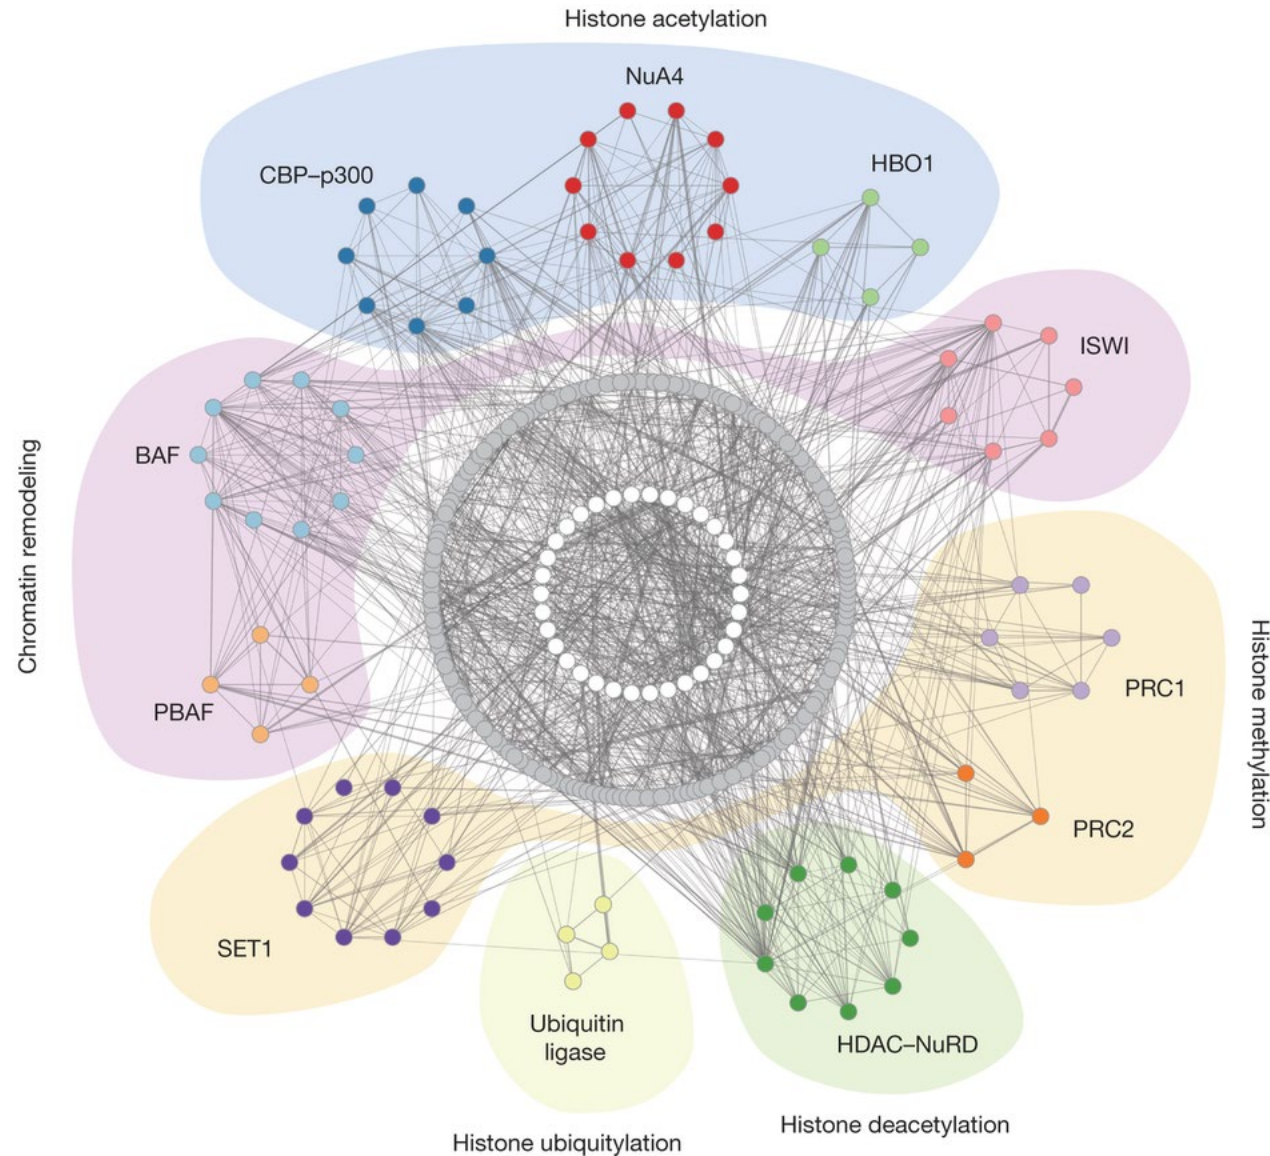 Histone acetylation
NuA4
CBP–p300
HBO1
ISWI
BAF
Chromatin remodeling
PBAF
PRC1
Histone methylation
PRC2
SET1
Ubiquitin
ligase
HDAC–NuRD
Histone deacetylation
Histone ubiquitylation